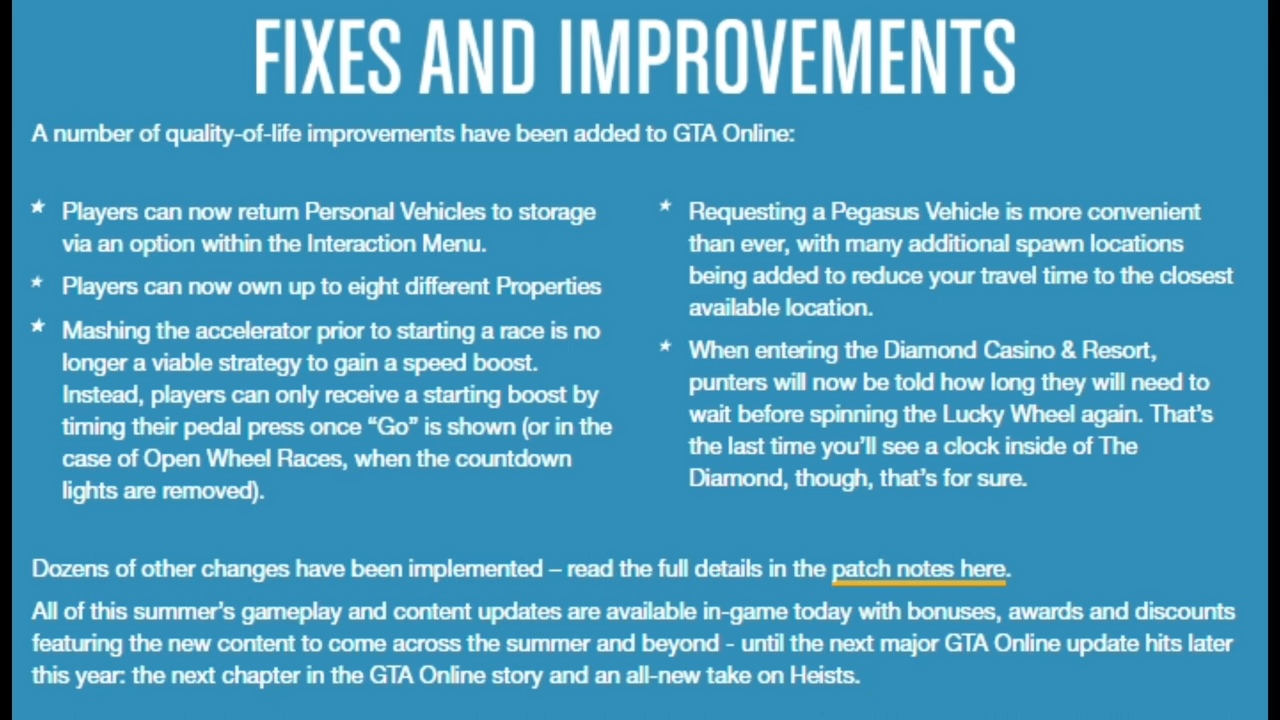 FIXES AND IMPROVEMENTS
A number of quality-of-life improvements have been added to GTA Online:
★ Players can now return Personal Vehicles to storage
via an option within the Interaction Menu.
★ Players can now own up to eight different Properties
★ Mashing the accelerator prior to starting a race is no
longer a viable strategy to gain a speed boost.
Instead, players can only receive a starting boost by
timing their pedal press once “Go” is shown (or in the
case of Open Wheel Races, when the countdown
lights are removed).
★ Requesting a Pegasus Vehicle is more convenient
than ever, with many additional spawn locations
being added to reduce your travel time to the closest
available location.
★ When entering the Diamond Casino & Resort,
punters will now be told how long they will need to
wait before spinning the Lucky Wheel again. That’s
the last time you’ll see a clock inside of The
Diamond, though, that’s for sure.
Dozens of other changes have been implemented – read the full details in the patch notes here.
All of this summer’s gameplay and content updates are available in-game today with bonuses, awards and discounts
featuring the new content to come across the summer and beyond - until the next major GTA Online update hits later
this year: the next chapter in the GTA Online story and an all-new take on Heists.